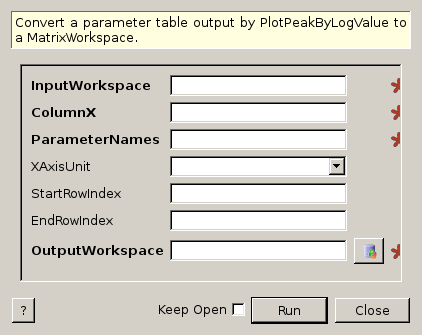 Convert a parameter table output by PlotPeakByLogValue to
a MatrixWorkspace.
InputWorkspace
ColumnX
ParameterNames
XAxisUnit
StartRowIndex
EndRowIndex
OutputWorkspace
? Keep Open Run Close